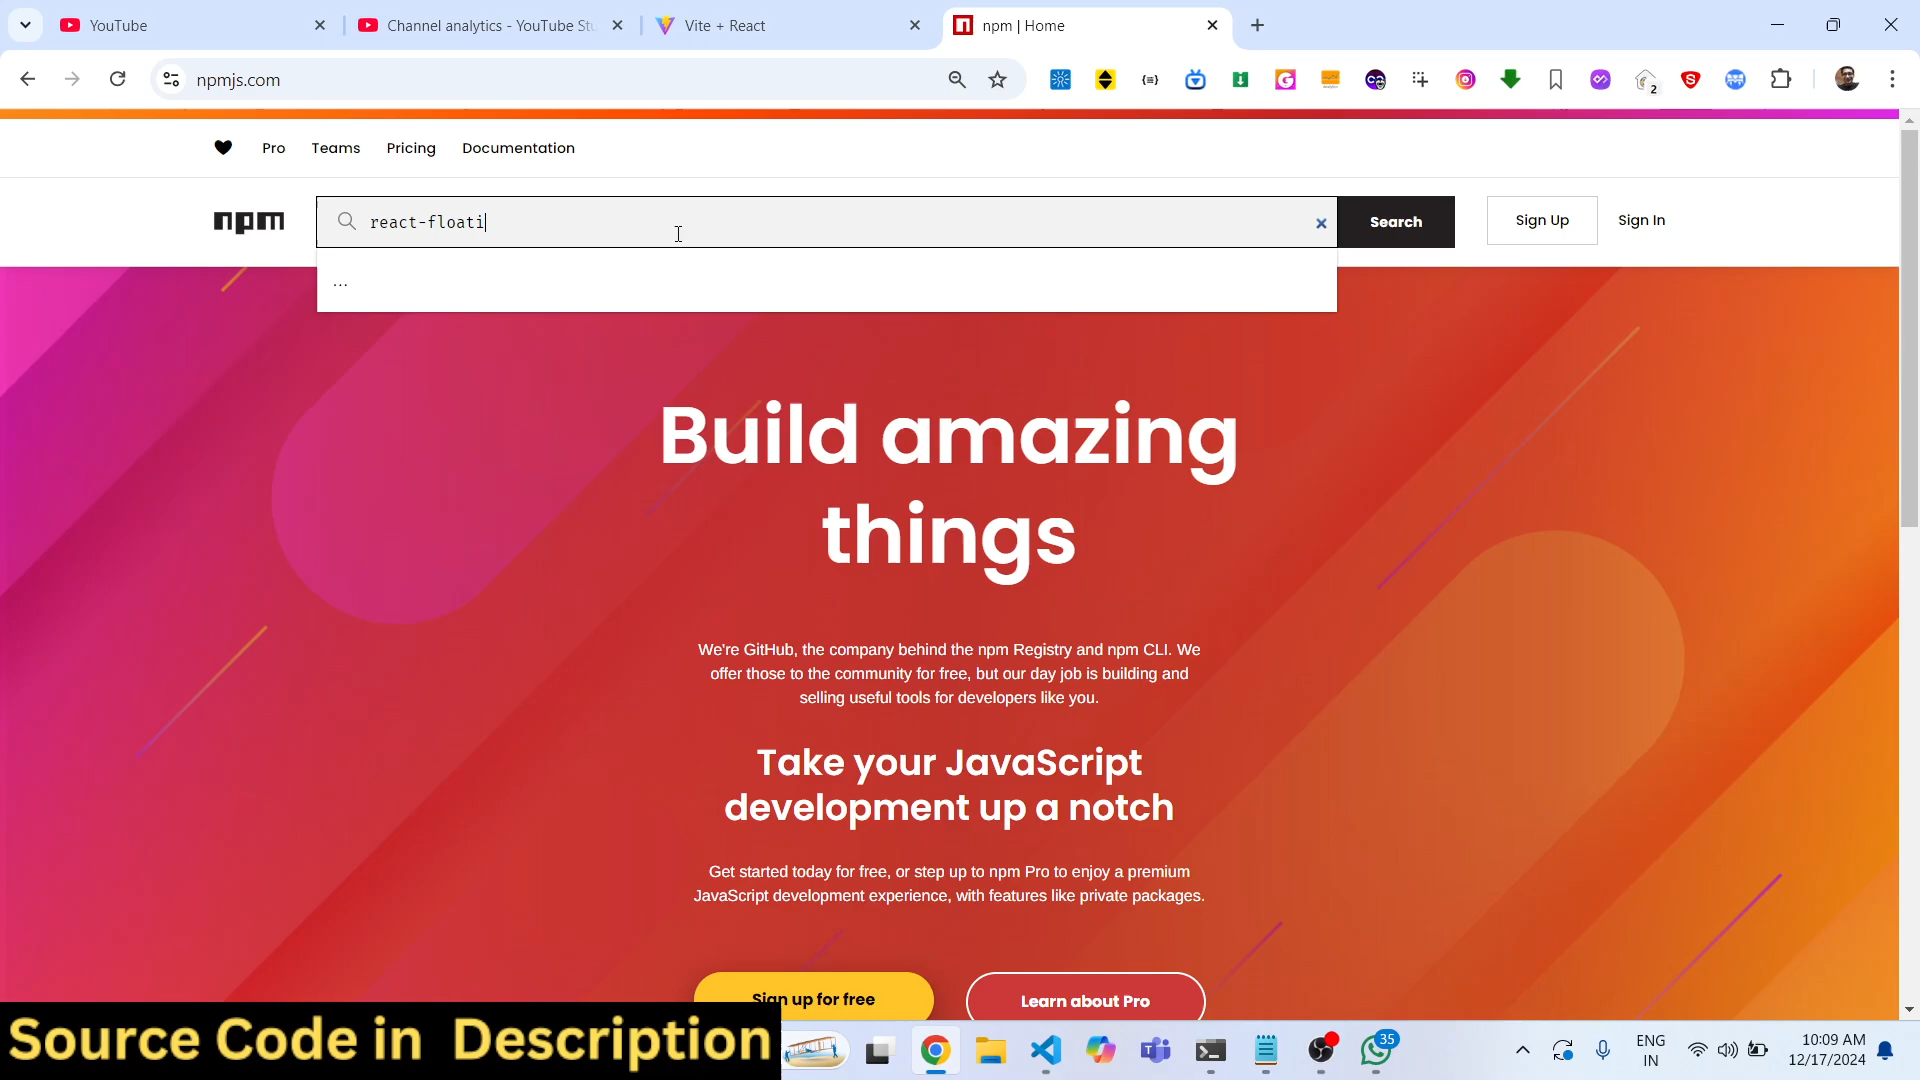 YouTube
Channel analytics - YouTube Stu
Vite + React
npm | Home
npmjs.com
2
Pro
Teams
Pricing
Documentation
npm
react-floati
Search
Sign Up
Sign In
...
Build amazing
things
We're GitHub, the company behind the npm Registry and npm CLI. We
offer those to the community for free, but our day job is building and
selling useful tools for developers like you.
Take your JavaScript
development up a notch
Get started today for free, or step up to npm Pro to enjoy a premium
JavaScript development experience, with features like private packages.
Sign up for free
Learn about Pro
Source Code in Description
35
ENG
IN
10:09 AM
12/17/2024